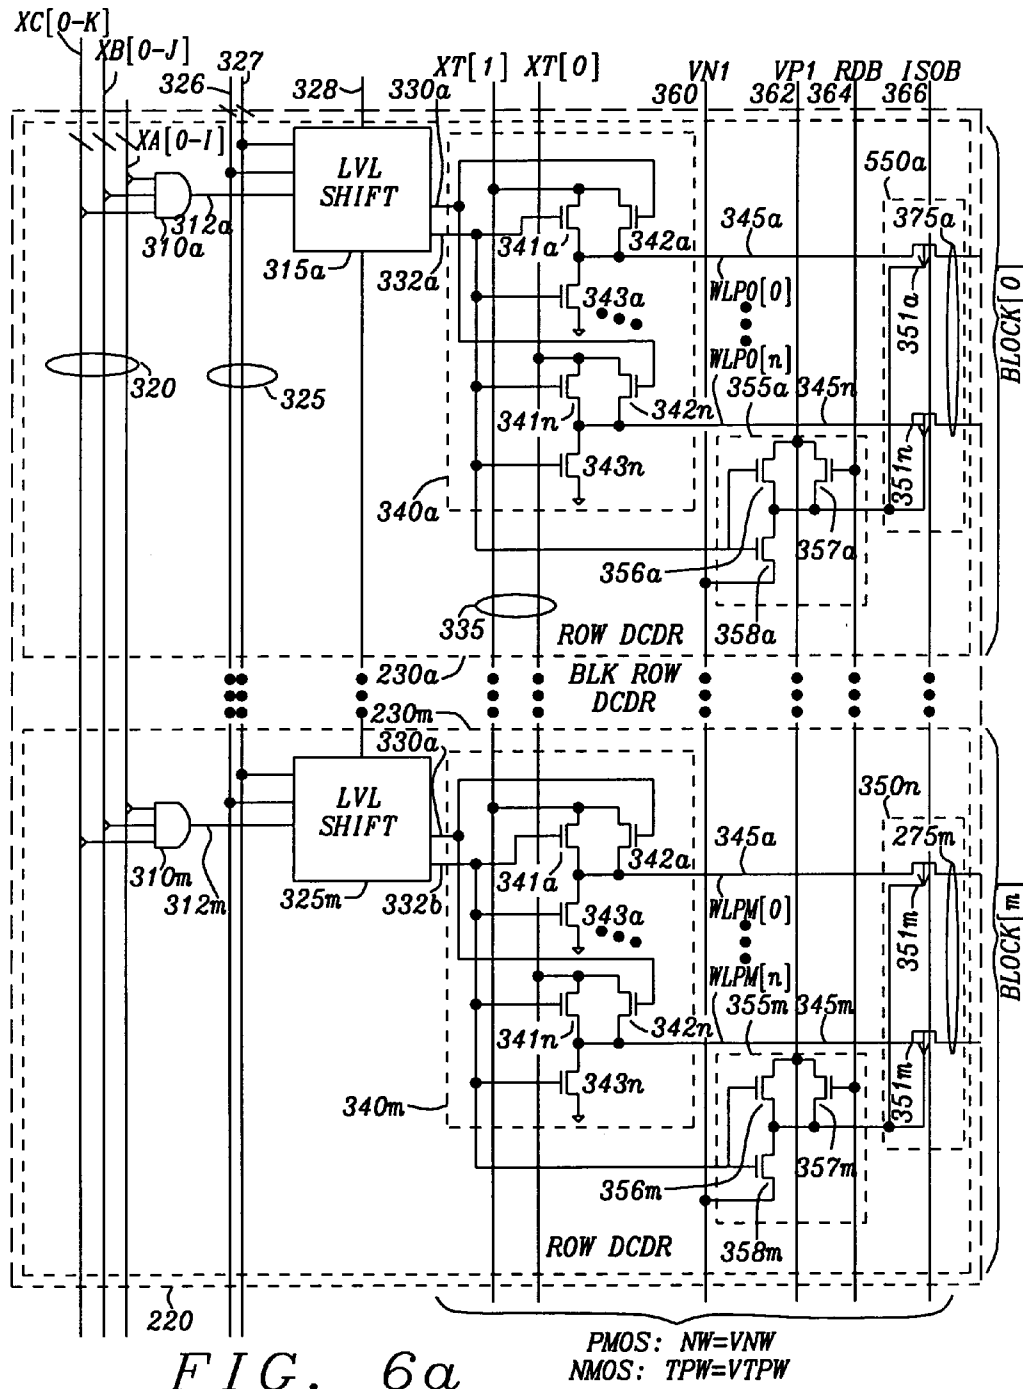 XC[0-K]
XB[0-J]
326
327
328
330a
XT[1] XT[0]
VN1
360
VP1
362
RDB
364
ISOB
366
XA[0-I]
LVL
SHIFT
312a
310a
315a
332a
341a
342a
343a
345a
WLP0[0]
WLP0[n]
550a
375a
351a
BLOCK[0]
320
325
341n
342n
343n
340a
355a
345n
351n
356a
357a
358a
335
ROW DCDR
230a
BLK ROW
DCDR
230m
330a
LVL
SHIFT
310m
312m
325m
332b
341a
342a
343a
345a
WLPM[0]
WLPM[n]
350n
275m
351m
BLOCK[m]
341n
342n
343n
340m
355m
345m
351m
356m
357m
358m
ROW DCDR
220
PMOS: NW=VNW
NMOS: TPW=VTPW
FIG. 6a